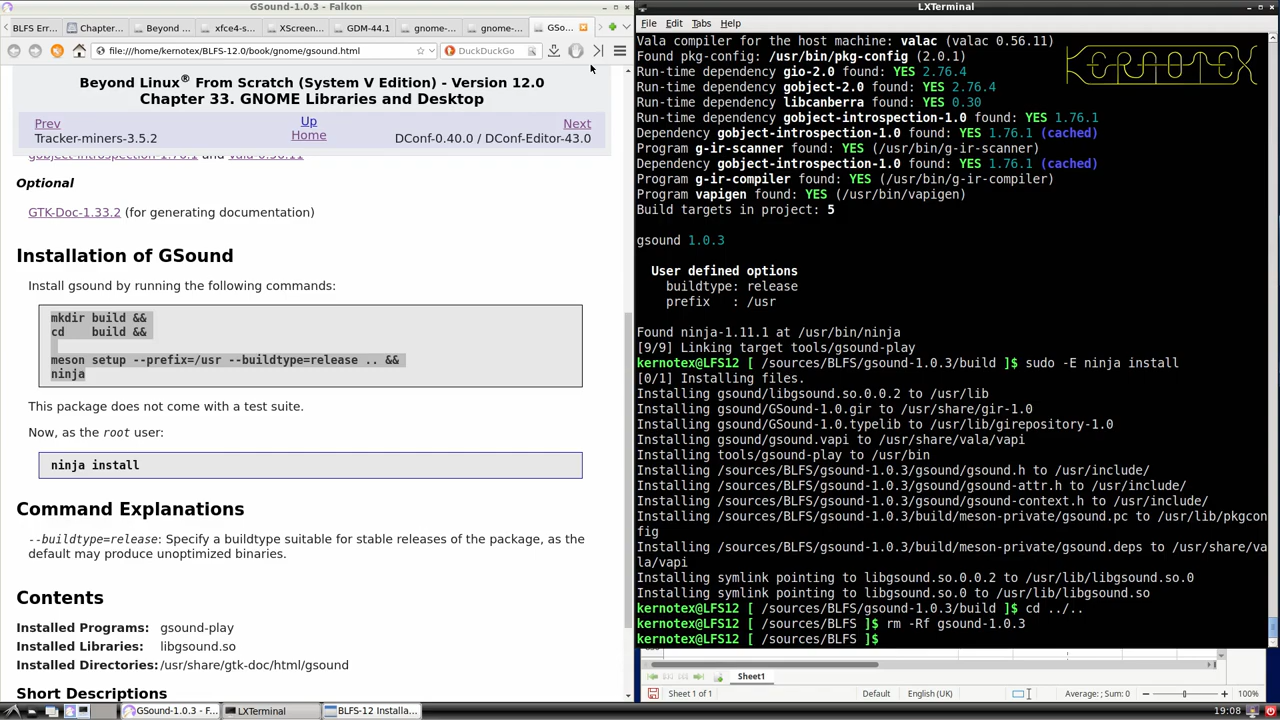 GSound-1.0.3 - Falkon
BLFS Err...
Chapter...
Beyond ...
xfce4-s...
XScreen...
GDM-44.1
gnome-...
gnome-...
GSo...
file:///home/kernotex/BLFS-12.0/book/gnome/gsound.html
DuckDuckGo
Beyond Linux® From Scratch (System V Edition) - Version 12.0
Chapter 33. GNOME Libraries and Desktop
Prev
Up
Next
Tracker-miners-3.5.2
Home
DConf-0.40.0 / DConf-Editor-43.0
gobject-introspection-1.76.1 and Vala-0.56.11
Optional
GTK-Doc-1.33.2 (for generating documentation)
Installation of GSound
Install gsound by running the following commands:
mkdir build &&
cd    build &&
meson setup --prefix=/usr --buildtype=release .. &&
ninja
This package does not come with a test suite.
Now, as the root user:
ninja install
Command Explanations
--buildtype=release: Specify a buildtype suitable for stable releases of the package, as the
default may produce unoptimized binaries.
Contents
Installed Programs: gsound-play
Installed Libraries: libgsound.so
Installed Directories: /usr/share/gtk-doc/html/gsound
Short Descriptions
LXTerminal
File Edit Tabs Help
KERNOTEX
Vala compiler for the host machine: valac (valac 0.56.11)
Found pkg-config: /usr/bin/pkg-config (2.0.1)
Run-time dependency gio-2.0 found: YES 2.76.4
Run-time dependency gobject-2.0 found: YES 2.76.4
Run-time dependency libcanberra found: YES 0.30
Run-time dependency gobject-introspection-1.0 found: YES 1.76.1
Dependency gobject-introspection-1.0 found: YES 1.76.1 (cached)
Program g-ir-scanner found: YES (/usr/bin/g-ir-scanner)
Dependency gobject-introspection-1.0 found: YES 1.76.1 (cached)
Program g-ir-compiler found: YES (/usr/bin/g-ir-compiler)
Program vapigen found: YES (/usr/bin/vapigen)
Build targets in project: 5
gsound 1.0.3
User defined options
buildtype: release
prefix   : /usr
Found ninja-1.11.1 at /usr/bin/ninja
[9/9] Linking target tools/gsound-play
kernotex@LFS12 [ /sources/BLFS/gsound-1.0.3/build ]$ sudo -E ninja install
[0/1] Installing files.
Installing gsound/libgsound.so.0.0.2 to /usr/lib
Installing gsound/GSound-1.0.gir to /usr/share/gir-1.0
Installing gsound/GSound-1.0.typelib to /usr/lib/girepository-1.0
Installing gsound/gsound.vapi to /usr/share/vala/vapi
Installing tools/gsound-play to /usr/bin
Installing /sources/BLFS/gsound-1.0.3/gsound/gsound.h to /usr/include/
Installing /sources/BLFS/gsound-1.0.3/gsound/gsound-attr.h to /usr/include/
Installing /sources/BLFS/gsound-1.0.3/gsound/gsound-context.h to /usr/include/
Installing /sources/BLFS/gsound-1.0.3/build/meson-private/gsound.pc to /usr/lib/pkgcon
fig
Installing /sources/BLFS/gsound-1.0.3/build/meson-private/gsound.deps to /usr/share/va
la/vapi
Installing symlink pointing to libgsound.so.0.0.2 to /usr/lib/libgsound.so.0
Installing symlink pointing to libgsound.so.0 to /usr/lib/libgsound.so
kernotex@LFS12 [ /sources/BLFS/gsound-1.0.3/build ]$ cd ../..
kernotex@LFS12 [ /sources/BLFS ]$ rm -Rf gsound-1.0.3
kernotex@LFS12 [ /sources/BLFS ]$
Sheet1
Sheet 1 of 1
Default
English (UK)
Average: ; Sum: 0
100%
GSound-1.0.3 - F...
LXTerminal
BLFS-12 Installa...
19:08